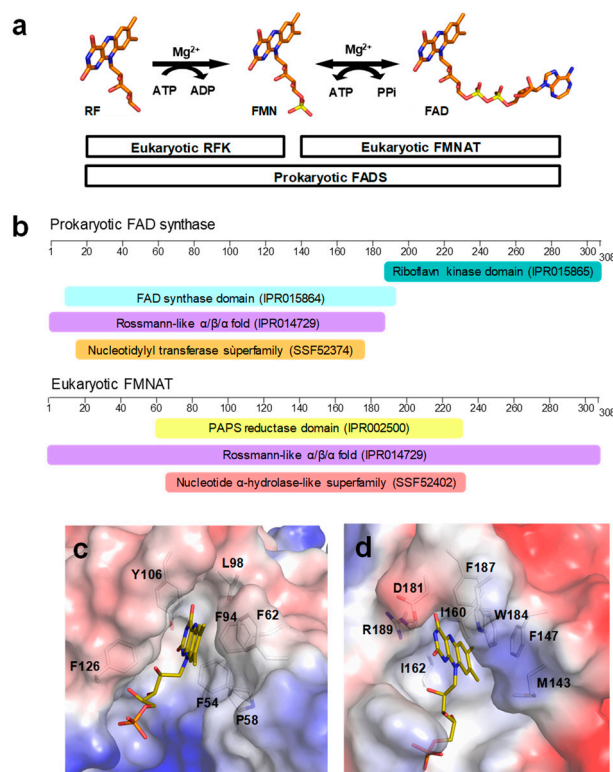 a
Mg²⁺ Mg²⁺
ATP ADP ATP PPi
RF FMN FAD
Eukaryotic RFK Eukaryotic FMNAT
Prokaryotic FADS
b
Prokaryotic FAD synthase
1 20 40 60 80 100 120 140 160 180 200 220 240 260 280 300 308
Riboflavn kinase domain (IPR015865)
FAD synthase domain (IPR015864)
Rossmann-like α/β/α fold (IPR014729)
Nucleotidylyl transferase sùperfamily (SSF52374)
Eukaryotic FMNAT
1 20 40 60 80 100 120 140 160 180 200 220 240 260 280 300 308
PAPS reductase domain (IPR002500)
Rossmann-like α/β/α fold (IPR014729)
Nucleotide α-hydrolase-like superfamily (SSF52402)
c
Y106 L98
F94 F62
F126
F54
P58
d
F187
D181
I160
W184
R189 F147
I162
M143